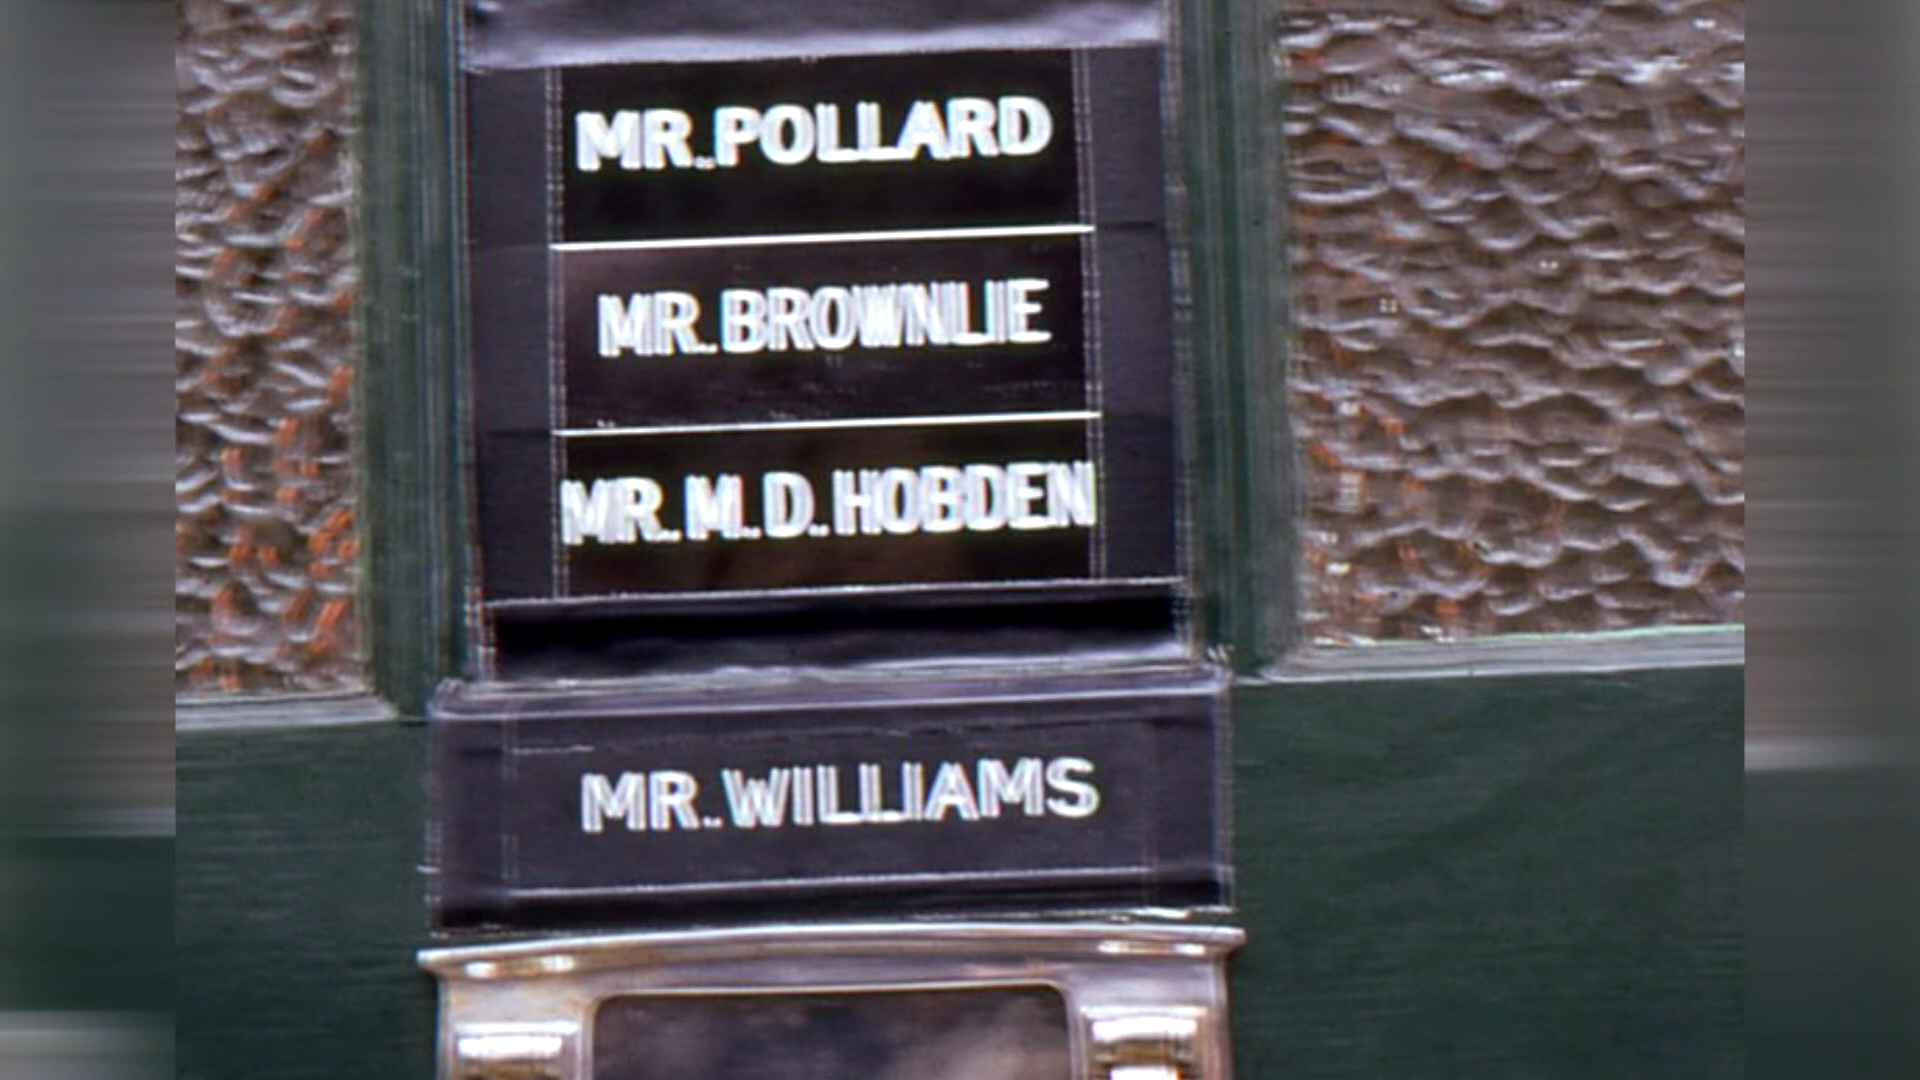 MR. POLLARD
MR. BROWNLIE
MR. M. D. HOBDEN
MR. WILLIAMS